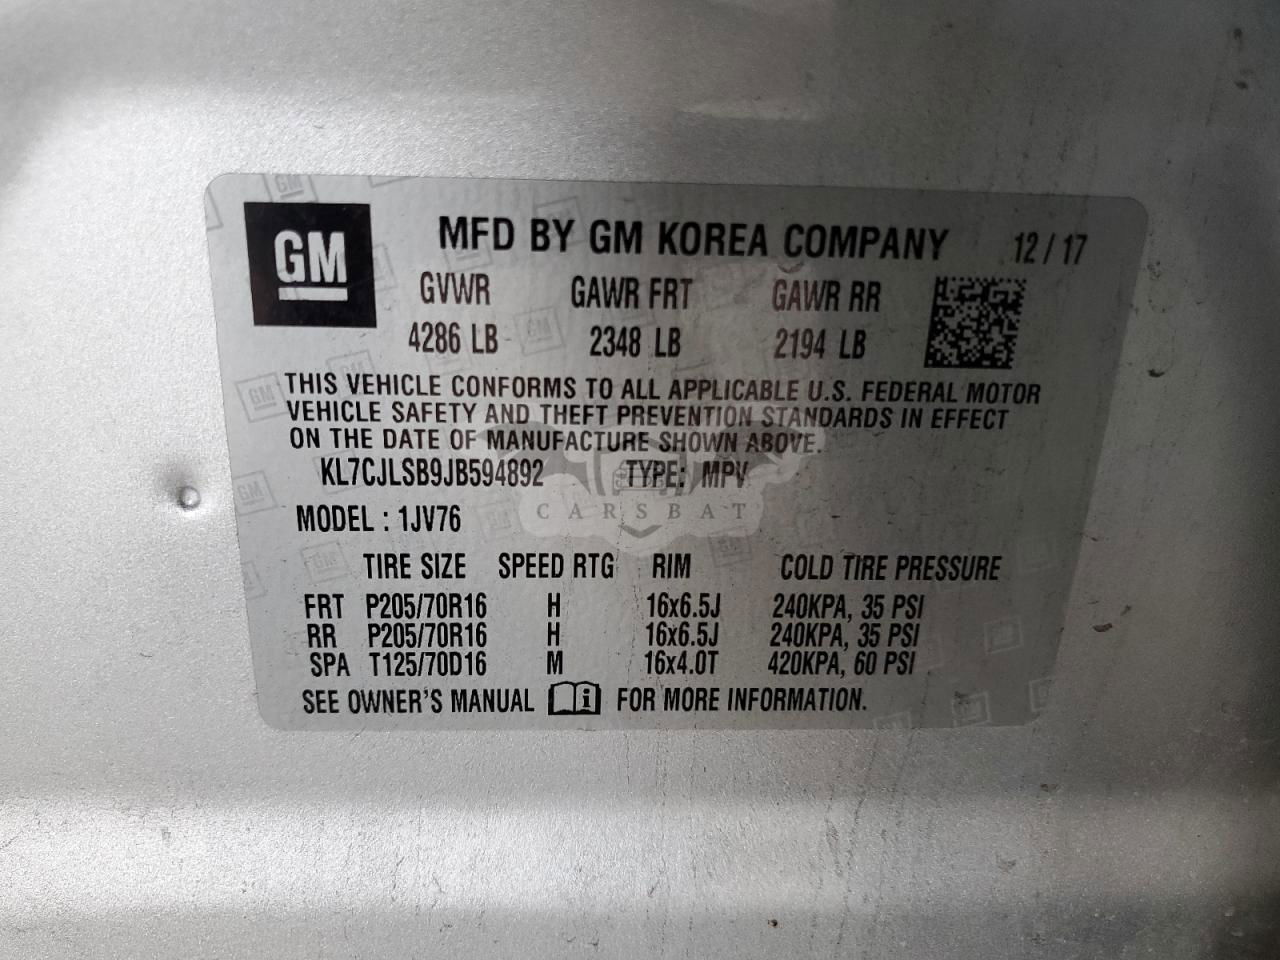 GM
MFD BY GM KOREA COMPANY 12/17
GVWR GAWR FRT GAWR RR
4286 LB 2348 LB 2194 LB
THIS VEHICLE CONFORMS TO ALL APPLICABLE U.S. FEDERAL MOTOR
VEHICLE SAFETY AND THEFT PREVENTION STANDARDS IN EFFECT
ON THE DATE OF MANUFACTURE SHOWN ABOVE.
KL7CJLSB9JB594892 TYPE: MPV
CARSBAT
MODEL : 1JV76
TIRE SIZE SPEED RTG RIM COLD TIRE PRESSURE
FRT P205/70R16 H 16x6.5J 240KPA, 35 PSI
RR P205/70R16 H 16x6.5J 240KPA, 35 PSI
SPA T125/70D16 M 16x4.0T 420KPA, 60 PSI
SEE OWNER'S MANUAL i FOR MORE INFORMATION.